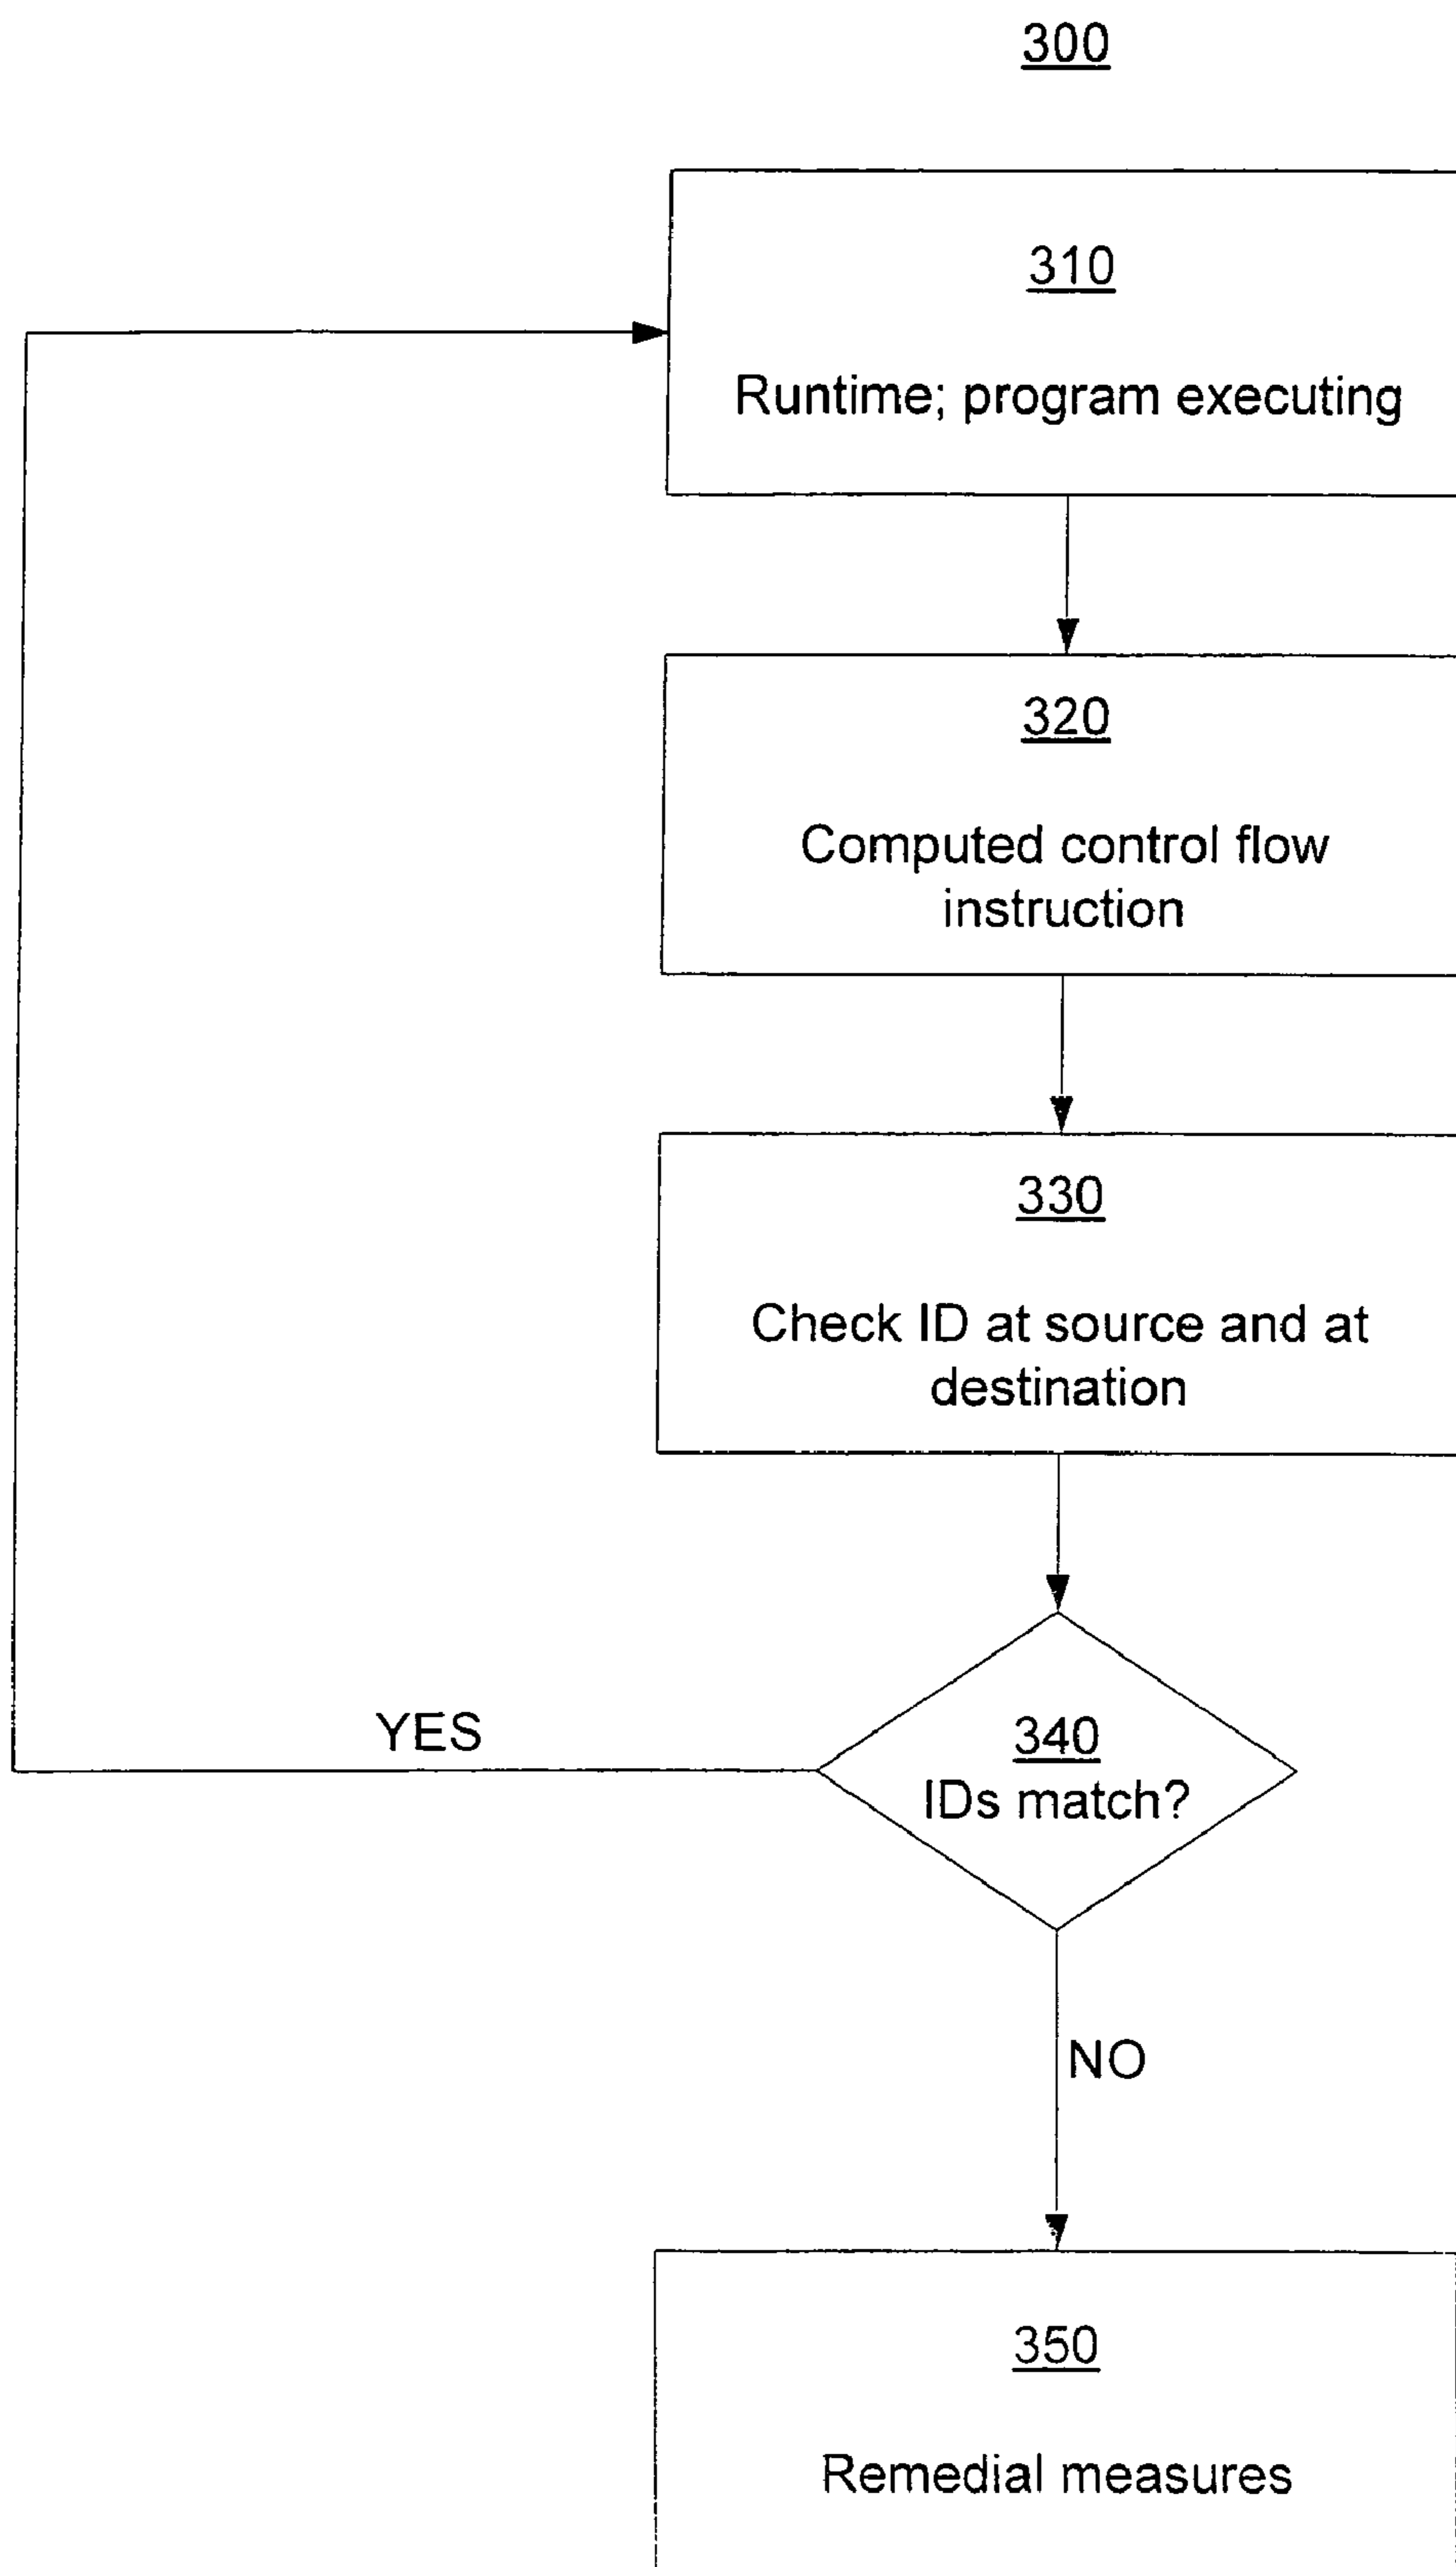 300
310
Runtime; program executing
320
Computed control flow
instruction
330
Check ID at source and at
destination
340
IDs match?
YES
NO
350
Remedial measures